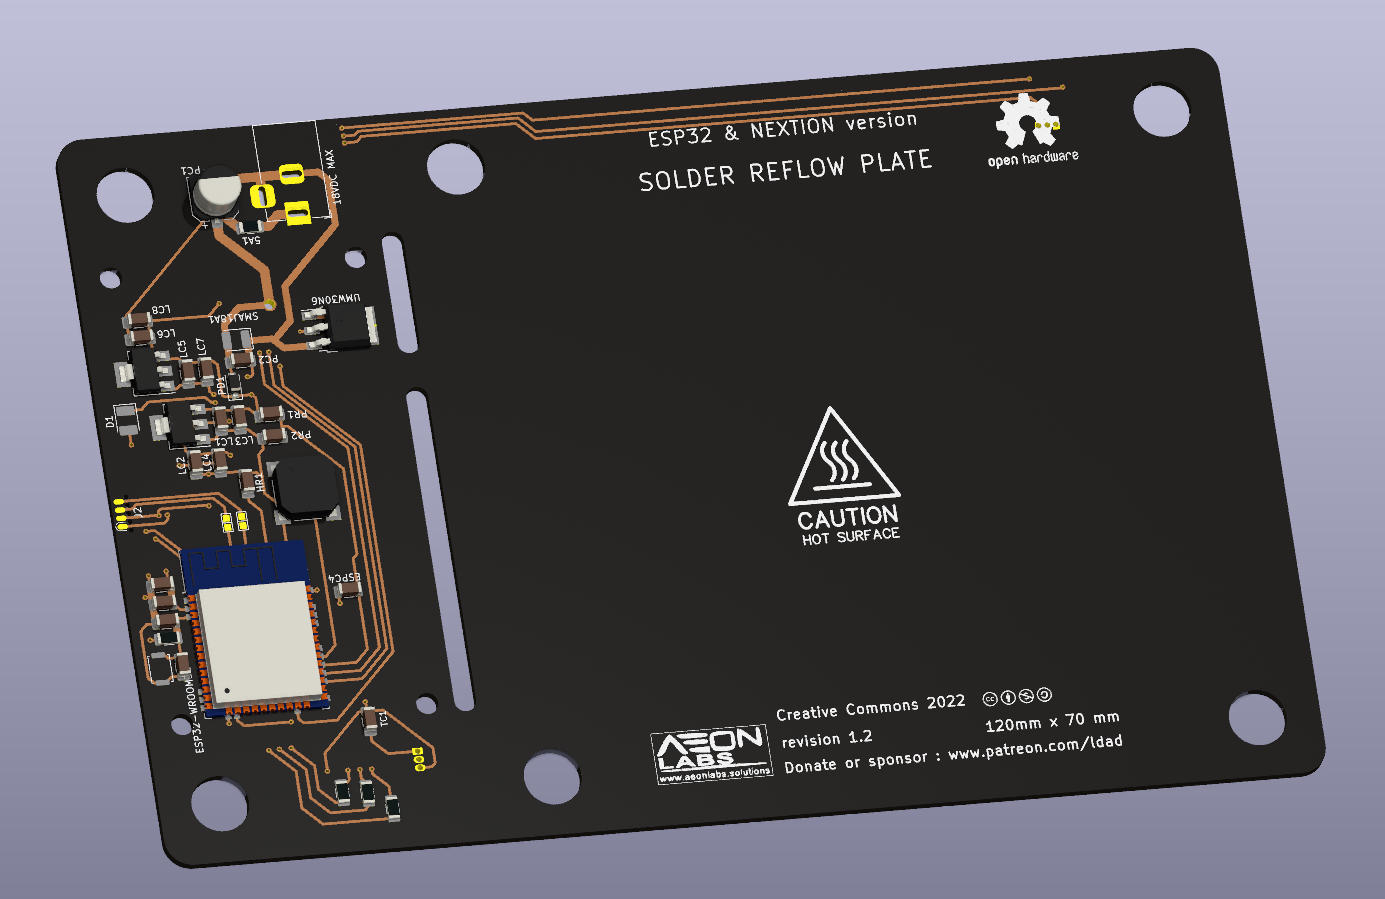 ESP32 & NEXTION version
SOLDER REFLOW PLATE
open hardware
PC1
18VDC MAX
+
5A1
UMW30N6
SMAJ18A1
LC8
LC6
LC5
LC7
PC2
PD1
D1
PR1
PR2
LC3
LC1
LC2
LC4
HR1
J2
ESPC4
ESP32-WROOM
TC1
CAUTION
HOT SURFACE
AEON
LABS
www.aeonlabs.solutions
Creative Commons 2022
cc
revision 1.2
120mm x 70 mm
Donate or sponsor : www.patreon.com/ldad